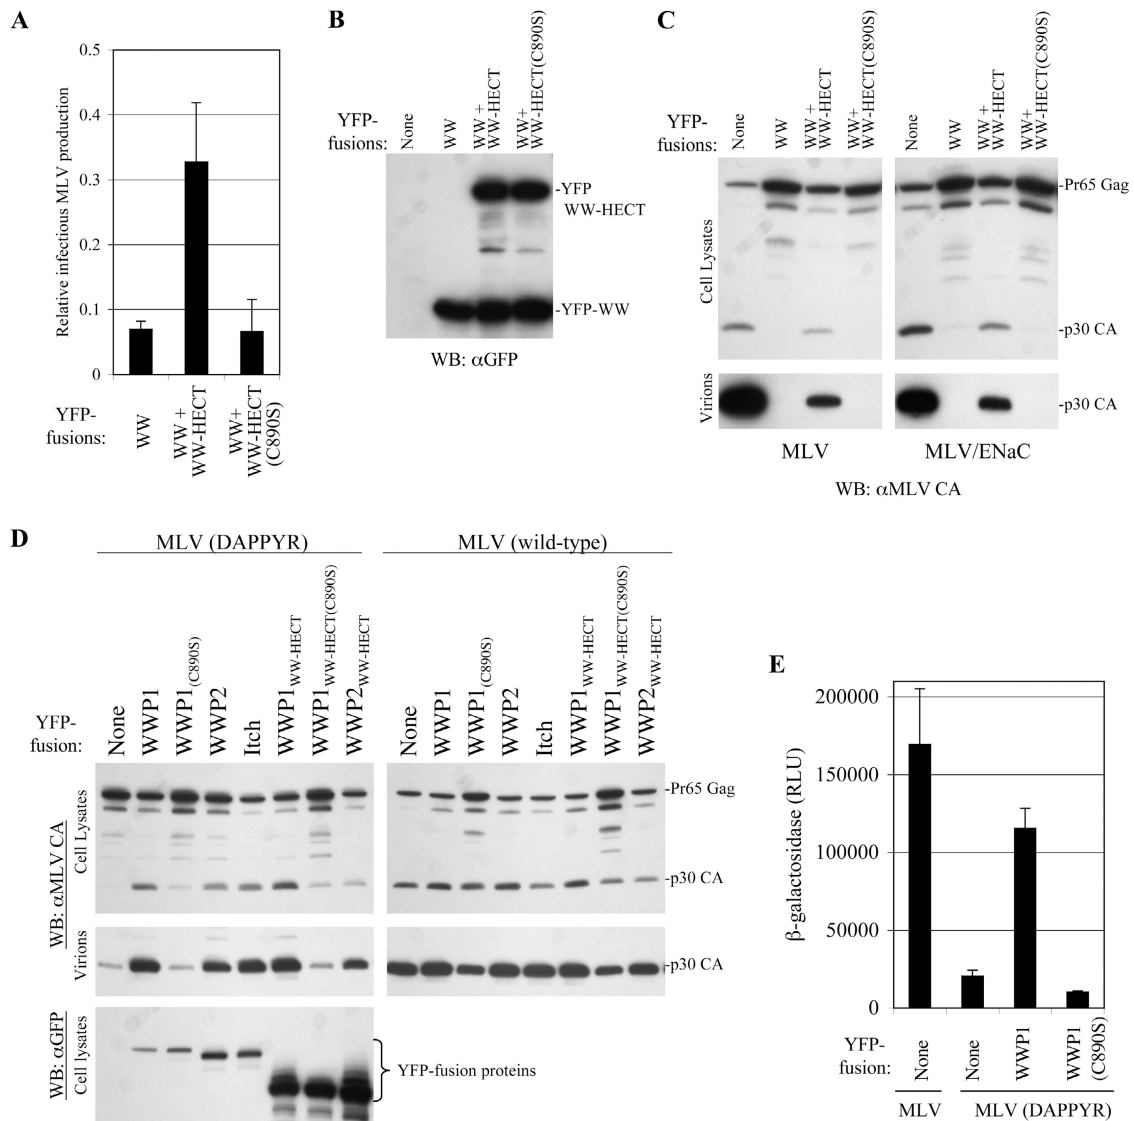 A
0.5
0.4
0.3
0.2
0.1
0
Relative infectious MLV production
YFP-
fusions:
WW
WW+
WW-HECT
WW+
WW-HECT
(C890S)
B
YFP-
fusions:
None
WW
WW+
WW-HECT
WW+
WW-HECT(C890S)
-YFP
WW-HECT
-YFP-WW
WB: αGFP
C
YFP-
fusions:
None
WW
WW+
WW-HECT
WW+
WW-HECT(C890S)
None
WW
WW+
WW-HECT
WW+
WW-HECT(C890S)
Cell Lysates
-Pr65 Gag
-p30 CA
Virions
-p30 CA
MLV
MLV/ENaC
WB: αMLV CA
D
MLV (DAPPYR)
MLV (wild-type)
YFP-
fusion:
None
WWP1
WWP1(C890S)
WWP2
Itch
WWP1WW-HECT
WWP1WW-HECT(C890S)
WWP2WW-HECT
None
WWP1
WWP1(C890S)
WWP2
Itch
WWP1WW-HECT
WWP1WW-HECT(C890S)
WWP2WW-HECT
WB: αMLV CA
Cell Lysates
-Pr65 Gag
-p30 CA
Virions
-p30 CA
WB: αGFP
Cell lysates
YFP-fusion proteins
E
200000
150000
100000
50000
0
β-galactosidase (RLU)
YFP-
fusion:
None
None
WWP1
WWP1
(C890S)
MLV
MLV (DAPPYR)